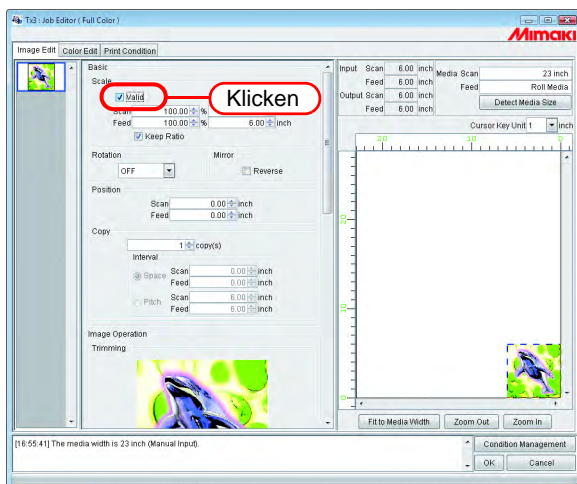 Tx3 : Job Editor ( Full Color )
Mimaki
Image Edit Color Edit Print Condition
Basic
Scale
Valid
Klicken
Scan 100.00 %
Feed 100.00 % 6.00 inch
Keep Ratio
Rotation Mirror
OFF Reverse
Position
Scan 0.00 inch
Feed 0.00 inch
Copy
1 copy(s)
Interval
Space Scan 0.00 inch
Feed 0.00 inch
Pitch Scan 6.00 inch
Feed 6.00 inch
Image Operation
Trimming
Input Scan 6.00 inch
Feed 6.00 inch
Output Scan 6.00 inch
Feed 6.00 inch
Media Scan 23 inch
Feed Roll Media
Detect Media Size
Cursor Key Unit 1 inch
20 10 0
20
10
0
Fit to Media Width Zoom Out Zoom In
[16:55:41] The media width is 23 inch (Manual Input).
Condition Management
OK Cancel